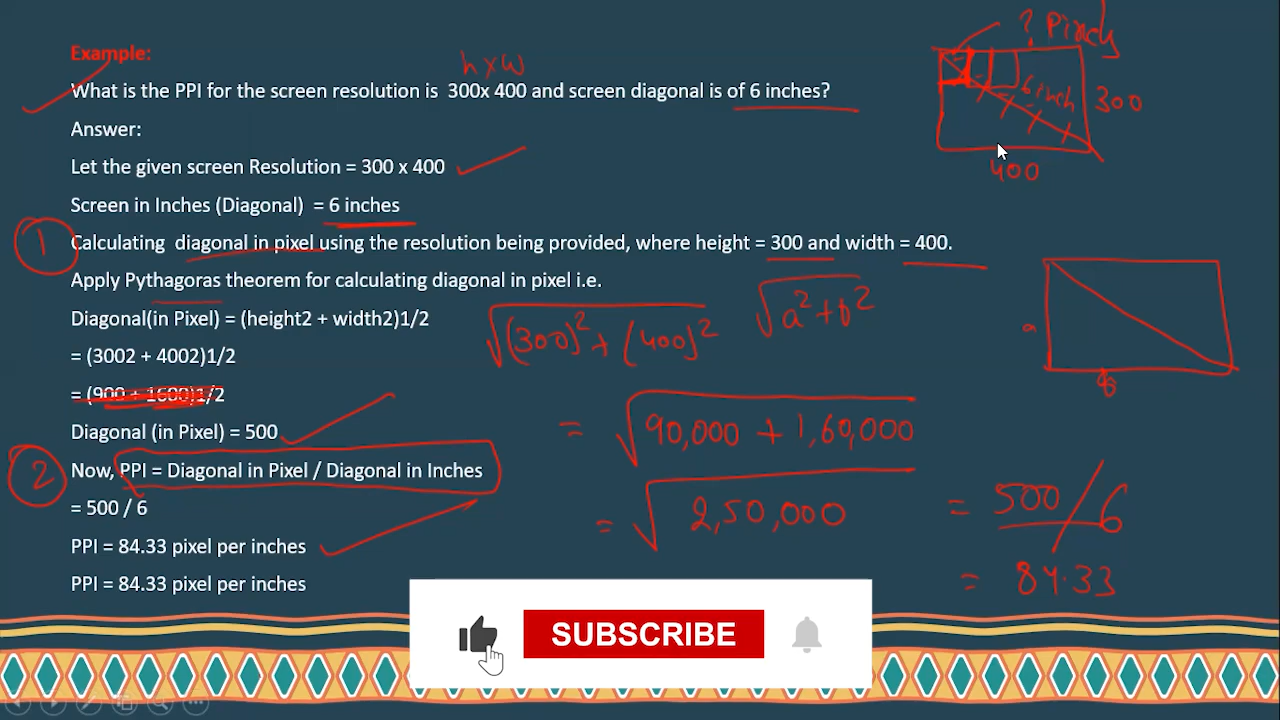 Example:
h x w
What is the PPI for the screen resolution is 300x 400 and screen diagonal is of 6 inches?
Answer:
Let the given screen Resolution = 300 x 400
Screen in Inches (Diagonal) = 6 inches
1
Calculating diagonal in pixel using the resolution being provided, where height = 300 and width = 400.
Apply Pythagoras theorem for calculating diagonal in pixel i.e.
Diagonal(in Pixel) = (height2 + width2)1/2
= (3002 + 4002)1/2
= (900 + 1600)1/2
Diagonal (in Pixel) = 500
2
Now, PPI = Diagonal in Pixel / Diagonal in Inches
= 500 / 6
PPI = 84.33 pixel per inches
PPI = 84.33 pixel per inches
? Pixels
6 inch
300
400
√a²+b²
a
b
√(300)²+(400)²
= √90,000 + 1,60,000
= √2,50,000
= 500/6
= 84.33
SUBSCRIBE